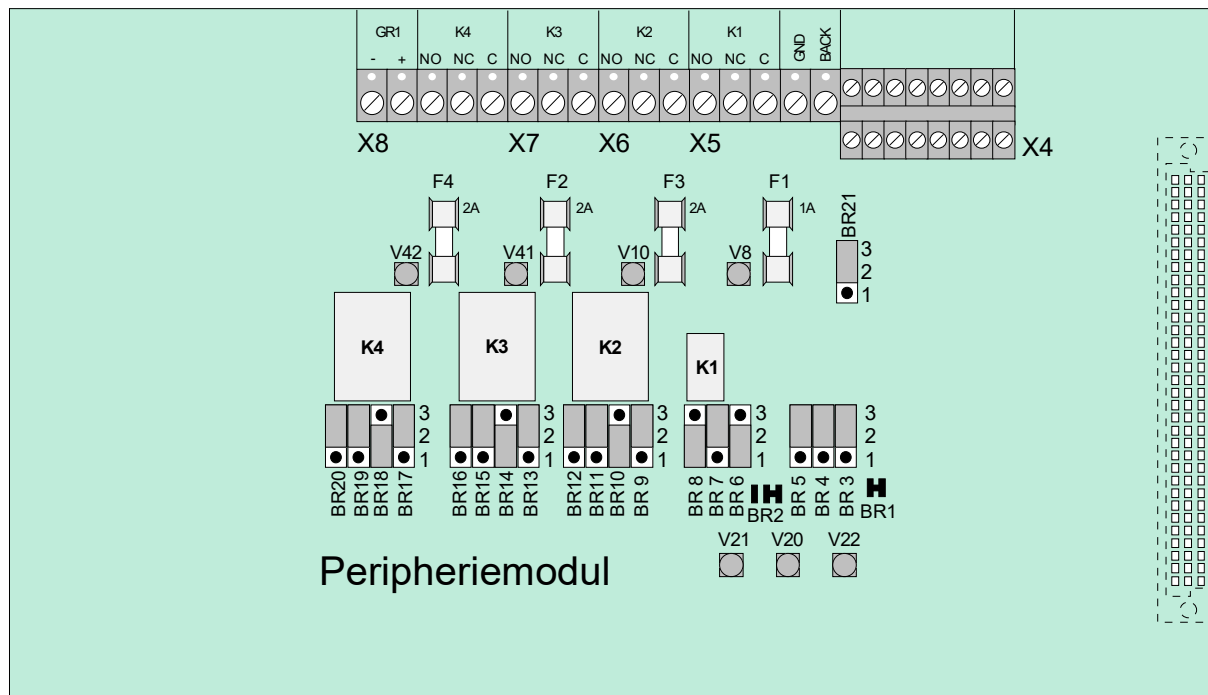 GR1 K4 K3 K2 K1 GND BACK
- + NO NC C NO NC C NO NC C NO NC C
X8 X7 X6 X5 X4
F4 F2 F3 F1
2A 2A 2A 1A
BR21
V42 V41 V10 V8
3
2
1
K4 K3 K2 K1
3 3 3 3 3
2 2 2 2 2
1 1 1 1 1
BR20 BR19 BR18 BR17 BR16 BR15 BR14 BR13 BR12 BR11 BR10 BR 9 BR 8 BR 7 BR 6 BR 5 BR 4 BR 3
BR2 BR1
V21 V20 V22
Peripheriemodul